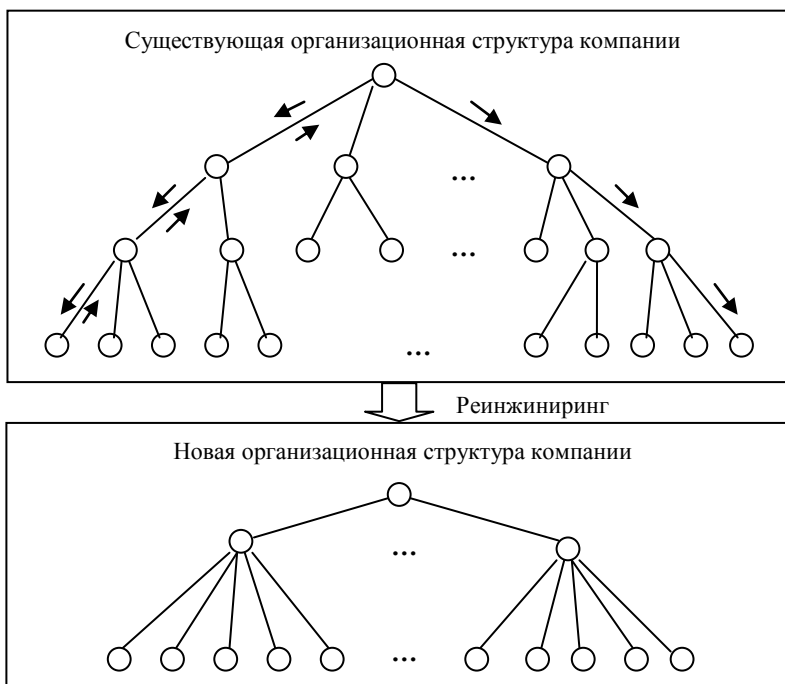 Существующая организационная структура компании
...
...
...
Реинжиниринг
Новая организационная структура компании
...
...